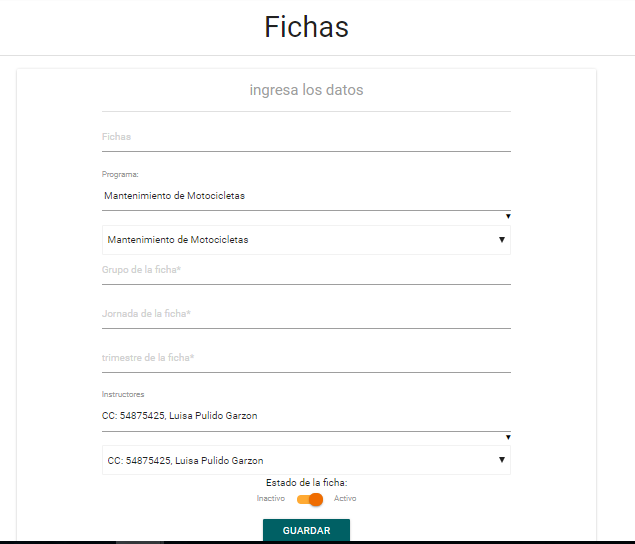 Fichas
ingresa los datos
Fichas
Programa:
Mantenimiento de Motocicletas
Mantenimiento de Motocicletas
Grupo de la ficha*
Jornada de la ficha*
trimestre de la ficha*
Instructores
CC: 54875425, Luisa Pulido Garzon
CC: 54875425, Luisa Pulido Garzon
Estado de la ficha:
Inactivo Activo
GUARDAR